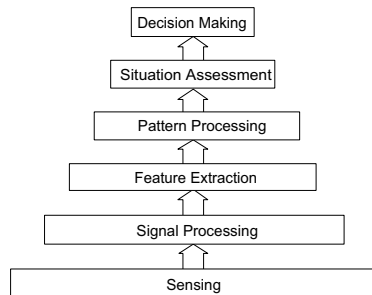 Decision Making
Situation Assessment
Pattern Processing
Feature Extraction
Signal Processing
Sensing